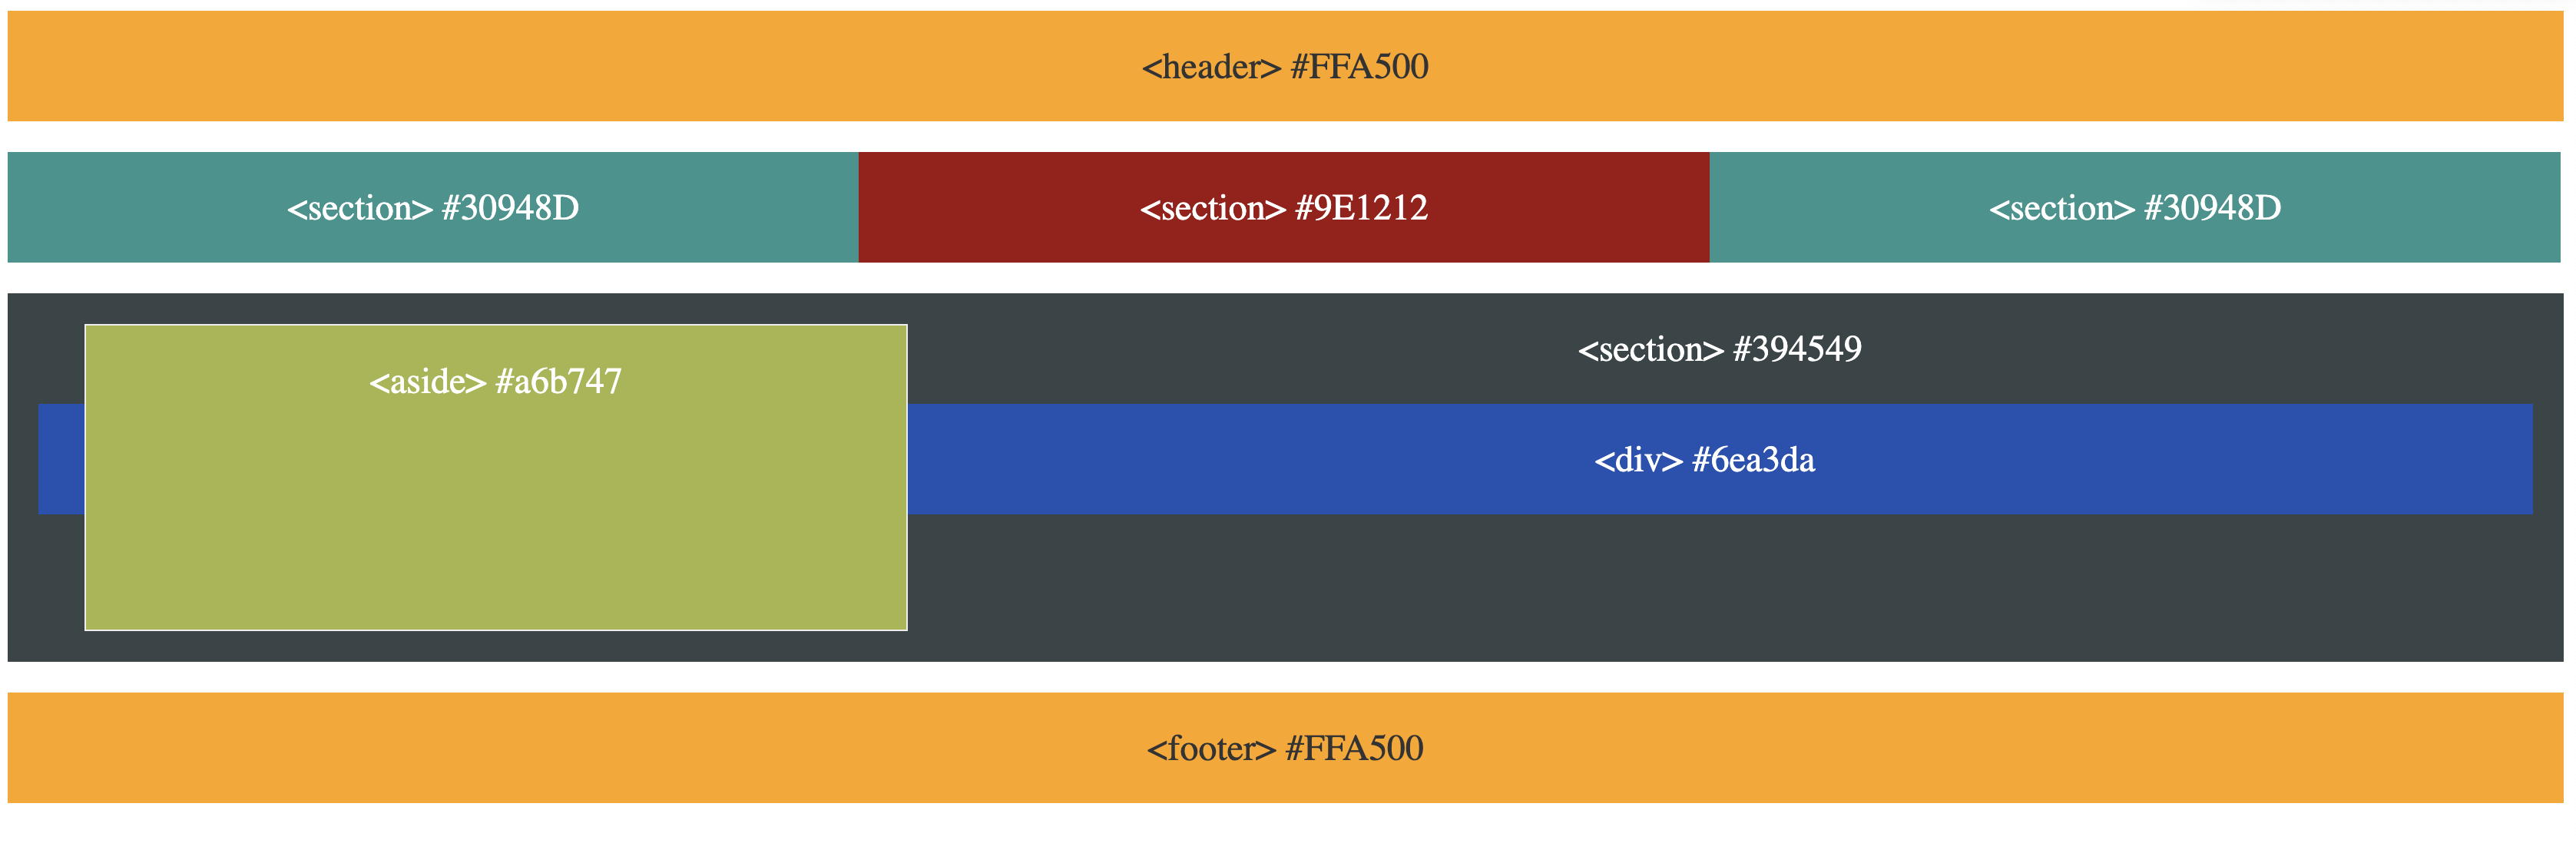 <header> #FFA500
<section> #30948D
<section> #9E1212
<section> #30948D
<section> #394549
<aside> #a6b747
<div> #6ea3da
<footer> #FFA500